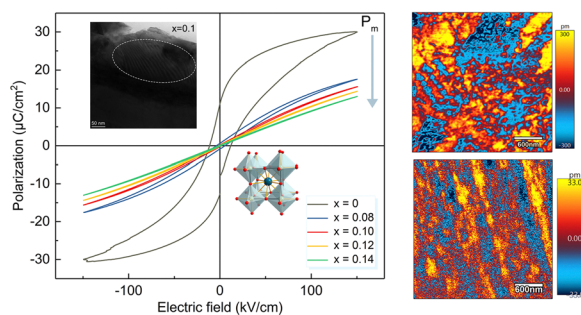 x=0.1
50 nm
Pm
Polarization (μC/cm²)
30
20
10
0
-10
-20
-30
-100
0
100
Electric field (kV/cm)
x = 0
x = 0.08
x = 0.10
x = 0.12
x = 0.14
pm
300
0.00
-300
600nm
pm
33.0
0.00
600nm